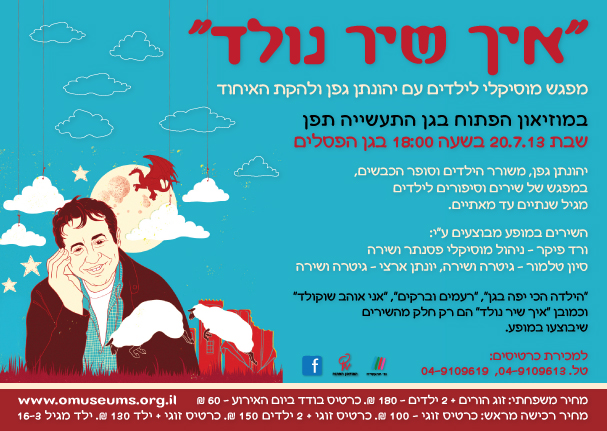 "איך שיר נולד"
מפגש מוסיקלי לילדים עם יהונתן גפן ולהקת האיחוד
במוזיאון הפתוח בגן התעשייה תפן
שבת 20.7.13 בשעה 18:00 בגן הפסלים
יהונתן גפן, משורר הילדים וסופר הכבשים,
במפגש של שירים וסיפורים לילדים
מגיל שנתיים עד מאתיים.
השירים במופע מבוצעים ע"י:
ורד פיקר - ניהול מוסיקלי פסנתר ושירה
סיון טלמור - גיטרה ושירה, יונתן ארצי - גיטרה ושירה
"הילדה הכי יפה בגן", "רעמים וברקים", "אני אוהב שוקולד"
וכמובן "איך שיר נולד" הם רק חלק מהשירים
שיבוצעו במופע.
למכירת כרטיסים:
טל. 04-9109613, 04-9109619
מחיר משפחתי: זוג הורים + 2 ילדים - 180 ₪. כרטיס בודד ביום האירוע - 60 ₪ www.omuseums.org.il
מחיר רכישה מראש: כרטיס זוגי - 100 ₪. כרטיס זוגי + 2 ילדים 150 ₪. כרטיס זוגי + ילד 130 ₪. ילד מגיל 16-3